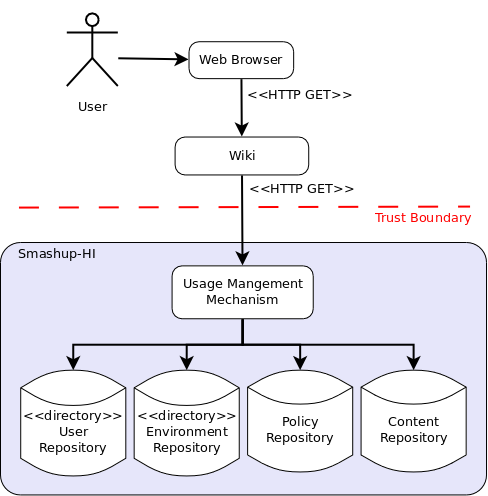 Web Browser
<<HTTP GET>>
User
Wiki
<<HTTP GET>>
Trust Boundary
Smashup-HI
Usage Mangement
Mechanism
<<directory>>
User
Repository
<<directory>>
Environment
Repository
Policy
Repository
Content
Repository